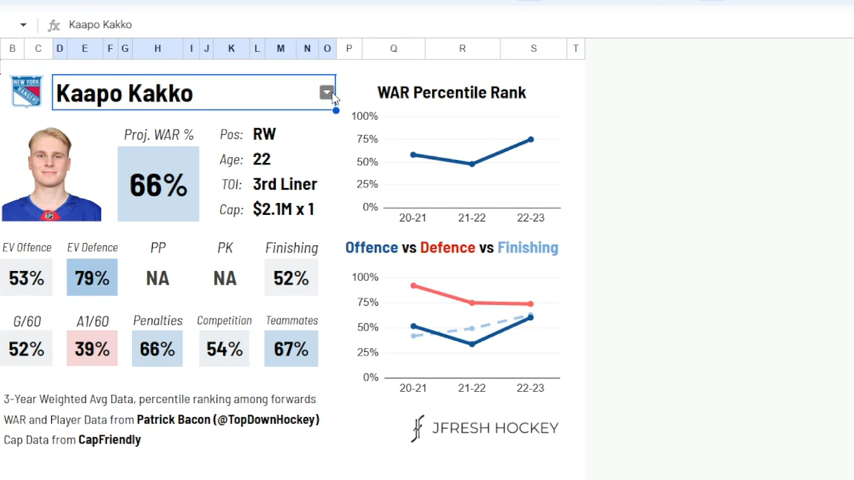 fx Kaapo Kakko
B C D E F G H I J K L M N O P Q R S T
NEW YORK
RANGERS
Kaapo Kakko
WAR Percentile Rank
Proj. WAR %
66%
Pos: RW
Age: 22
TOI: 3rd Liner
Cap: $2.1M x 1
100%
75%
50%
25%
0%
20-21 21-22 22-23
EV Offence EV Defence PP PK Finishing
53% 79% NA NA 52%
G/60 A1/60 Penalties Competition Teammates
52% 39% 66% 54% 67%
Offence vs Defence vs Finishing
100%
75%
50%
25%
0%
20-21 21-22 22-23
3-Year Weighted Avg Data, percentile ranking among forwards
WAR and Player Data from Patrick Bacon (@TopDownHockey)
Cap Data from CapFriendly
JFRESH HOCKEY